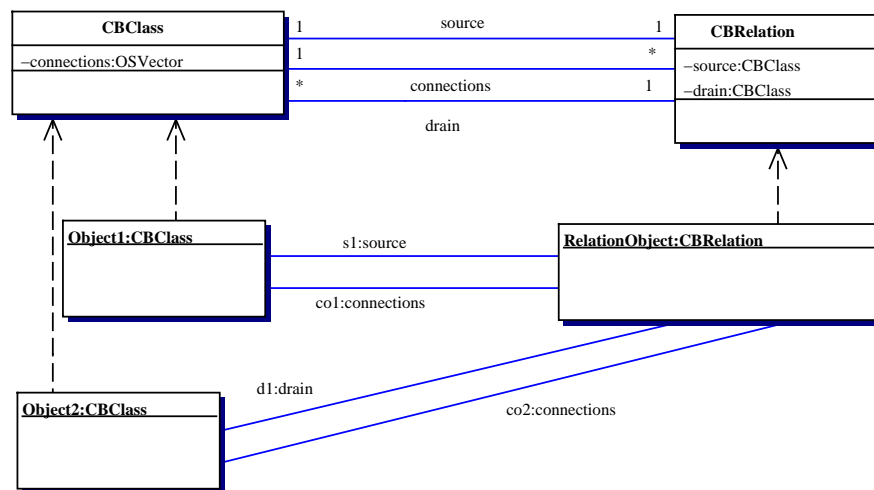 CBClass
–connections:OSVector
1 source 1
1 *
connections
* 1
drain
CBRelation
–source:CBClass
–drain:CBClass
Object1:CBClass
s1:source
co1:connections
RelationObject:CBRelation
Object2:CBClass
d1:drain
co2:connections